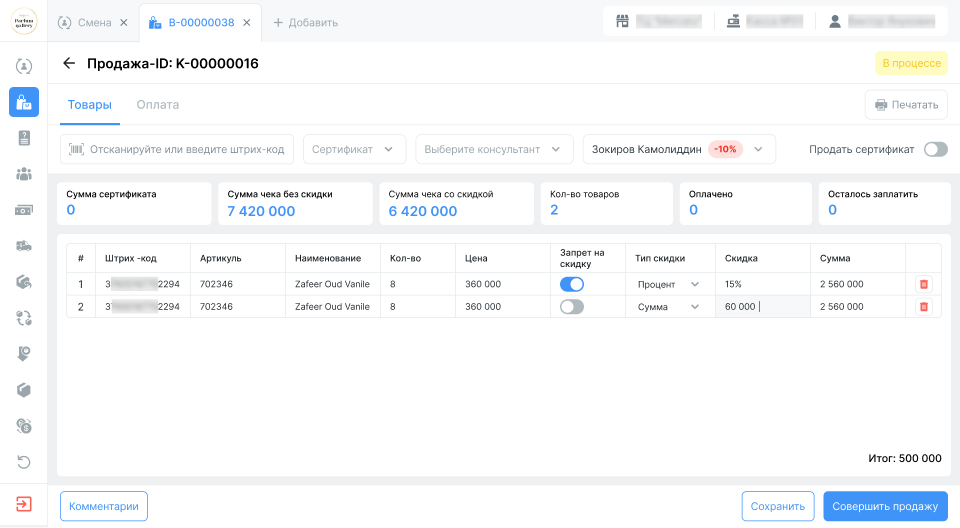 Parfum
gallery
Смена
B-00000038
Добавить
Продажа-ID: K-00000016
В процессе
Товары
Оплата
Печатать
Отсканируйте или введите штрих-код
Сертификат
Выберите консультант
Зокиров Камолиддин
-10%
Продать сертификат
Сумма сертификата
0
Сумма чека без скидки
7 420 000
Сумма чека со скидкой
6 420 000
Кол-во товаров
2
Оплачено
0
Осталось заплатить
0
# Штрих -код Артикуль Наименование Кол-во Цена Запрет на скидку Тип скидки Скидка Сумма
1 3 2294 702346 Zafeer Oud Vanile 8 360 000 Процент 15% 2 560 000
2 3 2294 702346 Zafeer Oud Vanile 8 360 000 Сумма 60 000 2 560 000
Итог: 500 000
Комментарии
Сохранить
Совершить продажу